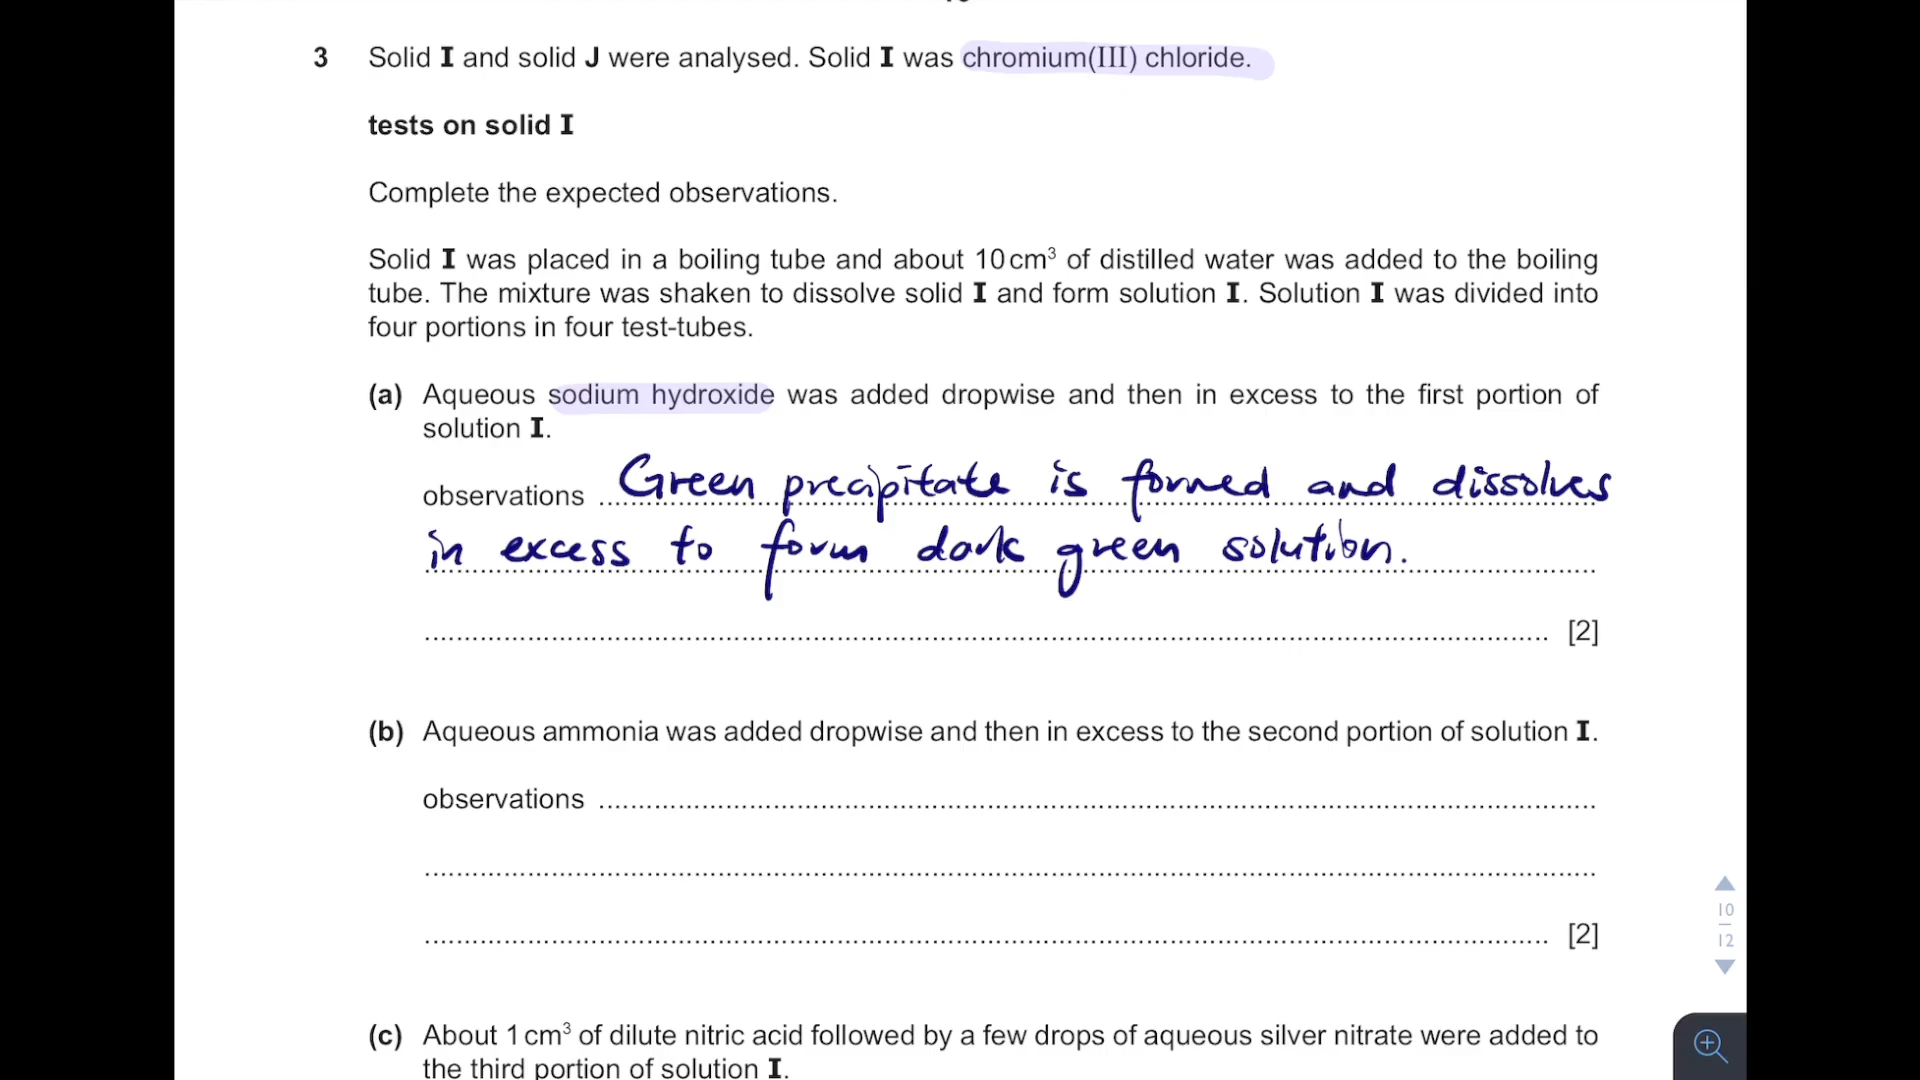 3 Solid I and solid J were analysed. Solid I was chromium(III) chloride.
tests on solid I
Complete the expected observations.
Solid I was placed in a boiling tube and about 10 cm³ of distilled water was added to the boiling
tube. The mixture was shaken to dissolve solid I and form solution I. Solution I was divided into
four portions in four test-tubes.
(a) Aqueous sodium hydroxide was added dropwise and then in excess to the first portion of
solution I.
observations Green precipitate is formed and dissolves
in excess to form dark green solution.
[2]
(b) Aqueous ammonia was added dropwise and then in excess to the second portion of solution I.
observations
[2]
(c) About 1 cm³ of dilute nitric acid followed by a few drops of aqueous silver nitrate were added to
the third portion of solution I.
10
12